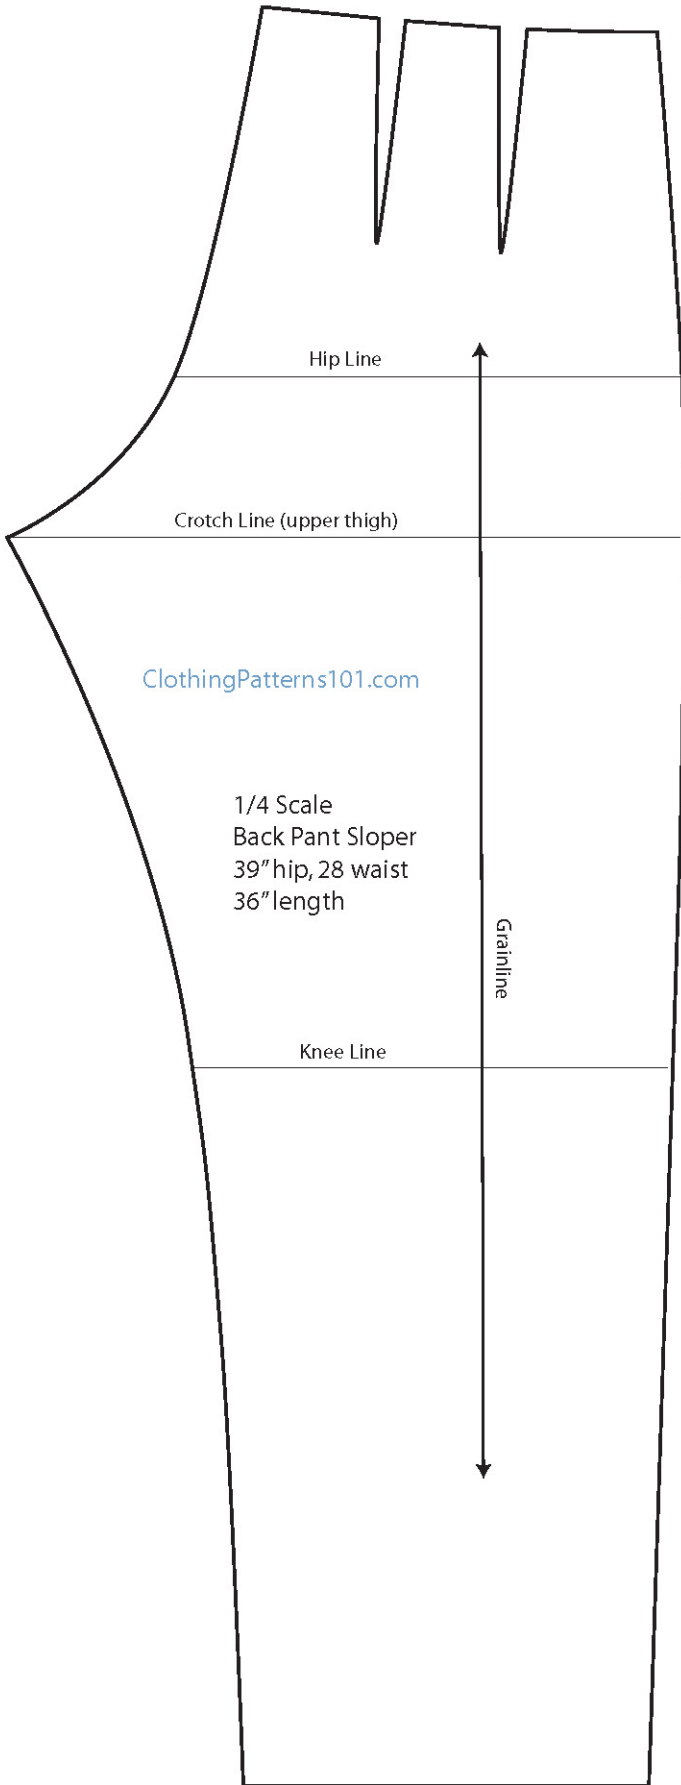 Hip Line
Crotch Line (upper thigh)
ClothingPatterns101.com
1/4 Scale
Back Pant Sloper
39" hip, 28 waist
36" length
Grainline
Knee Line